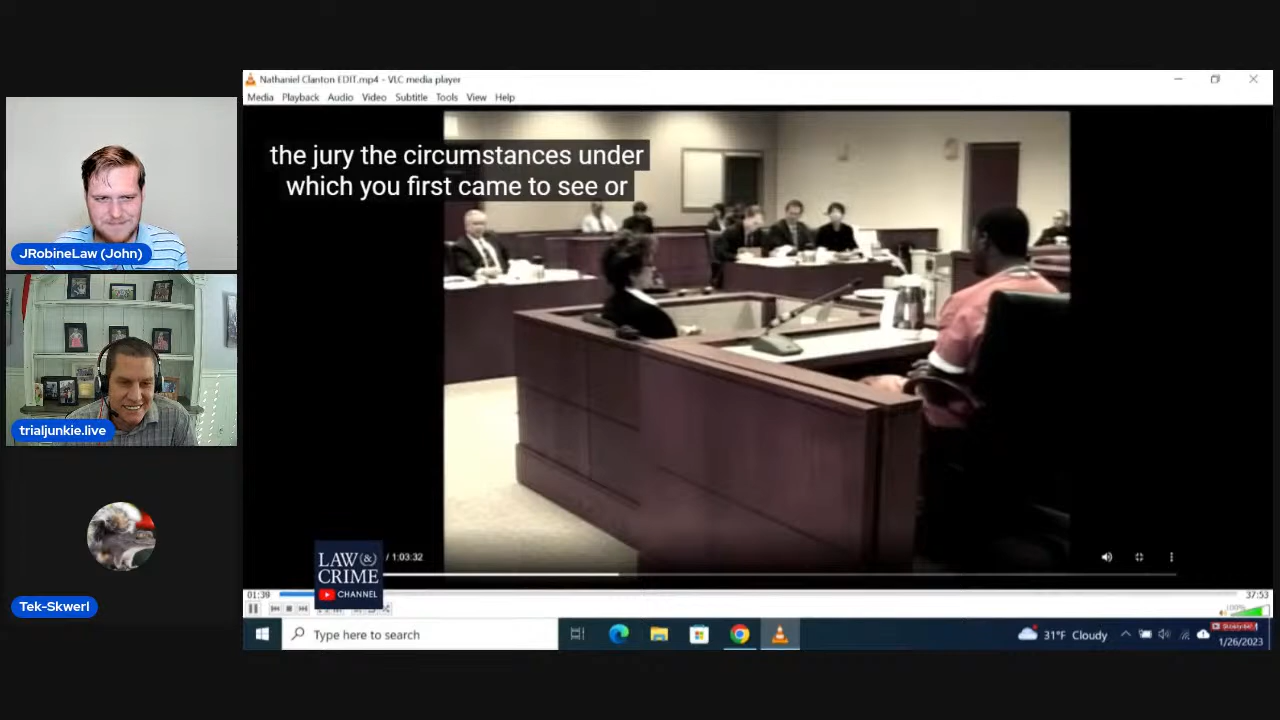 Nathaniel Clanton EDIT.mp4 - VLC media player
Media Playback Audio Video Subtitle Tools View Help
the jury the circumstances under
which you first came to see or
JRobineLaw (John)
trialjunkie.live
Tek-Skwerl
/ 1:03:32
LAW (&)
CRIME
CHANNEL
01:39
37:53
100%
Type here to search
31°F Cloudy
1/26/2023